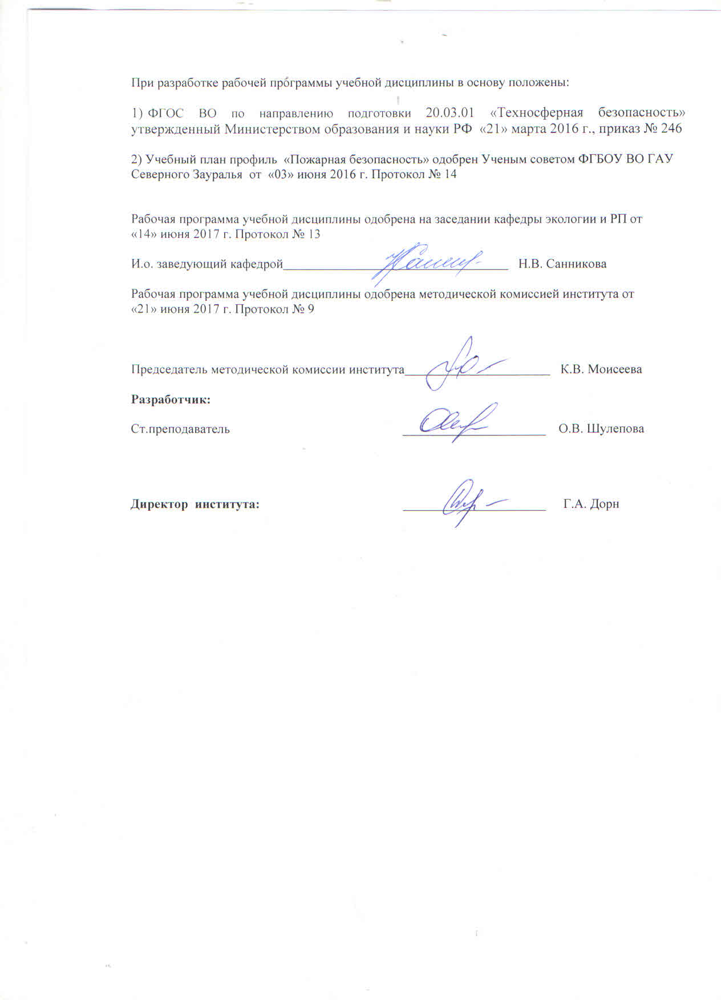 При разработке рабочей программы учебной дисциплины в основу положены:
1) ФГОС ВО по направлению подготовки 20.03.01 «Техносферная безопасность»
утвержденный Министерством образования и науки РФ «21» марта 2016 г., приказ № 246
2) Учебный план профиль «Пожарная безопасность» одобрен Ученым советом ФГБОУ ВО ГАУ
Северного Зауралья от «03» июня 2016 г. Протокол № 14
Рабочая программа учебной дисциплины одобрена на заседании кафедры экологии и РП от
«14» июня 2017 г. Протокол № 13
И.о. заведующий кафедрой Н.В. Санникова
Рабочая программа учебной дисциплины одобрена методической комиссией института от
«21» июня 2017 г. Протокол № 9
Председатель методической комиссии института К.В. Моисеева
Разработчик:
Ст.преподаватель О.В. Шулепова
Директор института: Г.А. Дорн